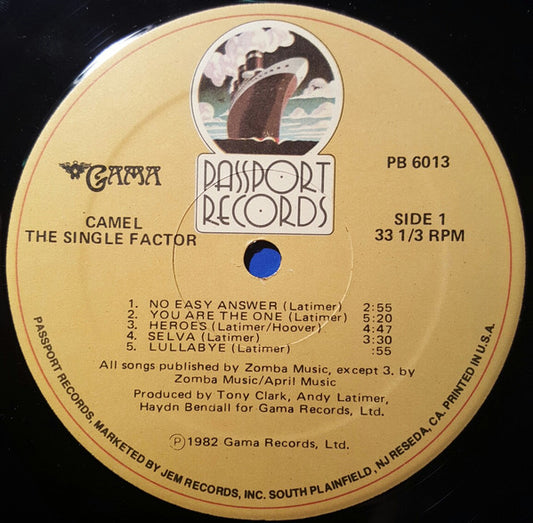 PASSPORT
RECORDS
GAMA
PB 6013
CAMEL
THE SINGLE FACTOR
SIDE 1
33 1/3 RPM
1. NO EASY ANSWER (Latimer) 2:55
2. YOU ARE THE ONE (Latimer) 5:20
3. HEROES (Latimer/Hoover) 4:47
4. SELVA (Latimer) 3:30
5. LULLABYE (Latimer) :55
All songs published by Zomba Music, except 3. by
Zomba Music/April Music
Produced by Tony Clark, Andy Latimer,
Haydn Bendall for Gama Records, Ltd.
Ⓟ1982 Gama Records, Ltd.
PASSPORT RECORDS. MARKETED BY JEM RECORDS, INC. SOUTH PLAINFIELD, NJ RESEDA, CA. PRINTED IN U.S.A.